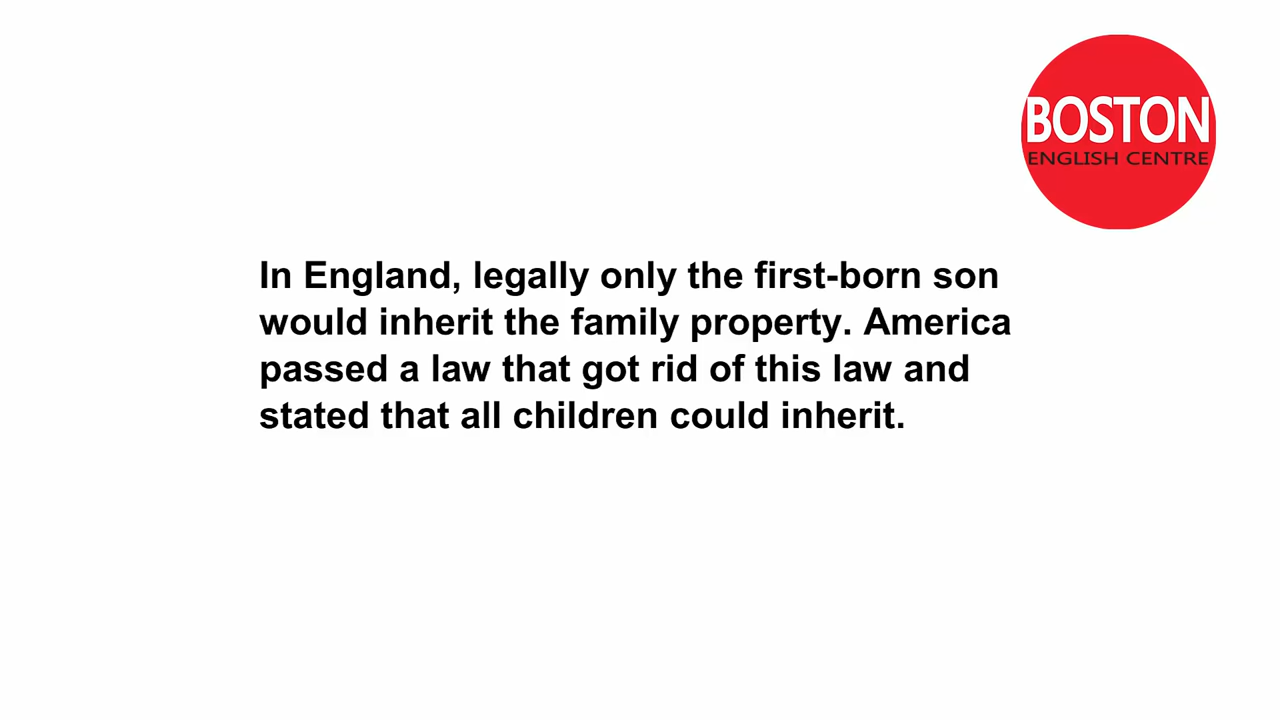 BOSTON
ENGLISH CENTRE
In England, legally only the first-born son
would inherit the family property. America
passed a law that got rid of this law and
stated that all children could inherit.